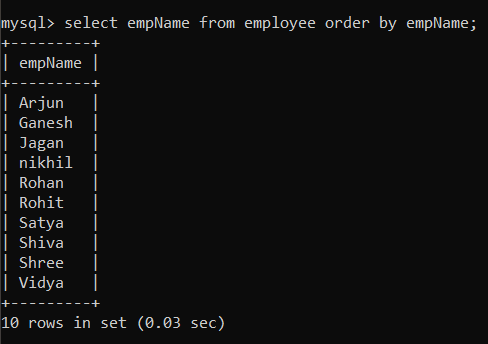 mysql> select empName from employee order by empName;
+---------+
| empName |
+---------+
| Arjun   |
| Ganesh  |
| Jagan   |
| nikhil  |
| Rohan   |
| Rohit   |
| Satya   |
| Shiva   |
| Shree   |
| Vidya   |
+---------+
10 rows in set (0.03 sec)